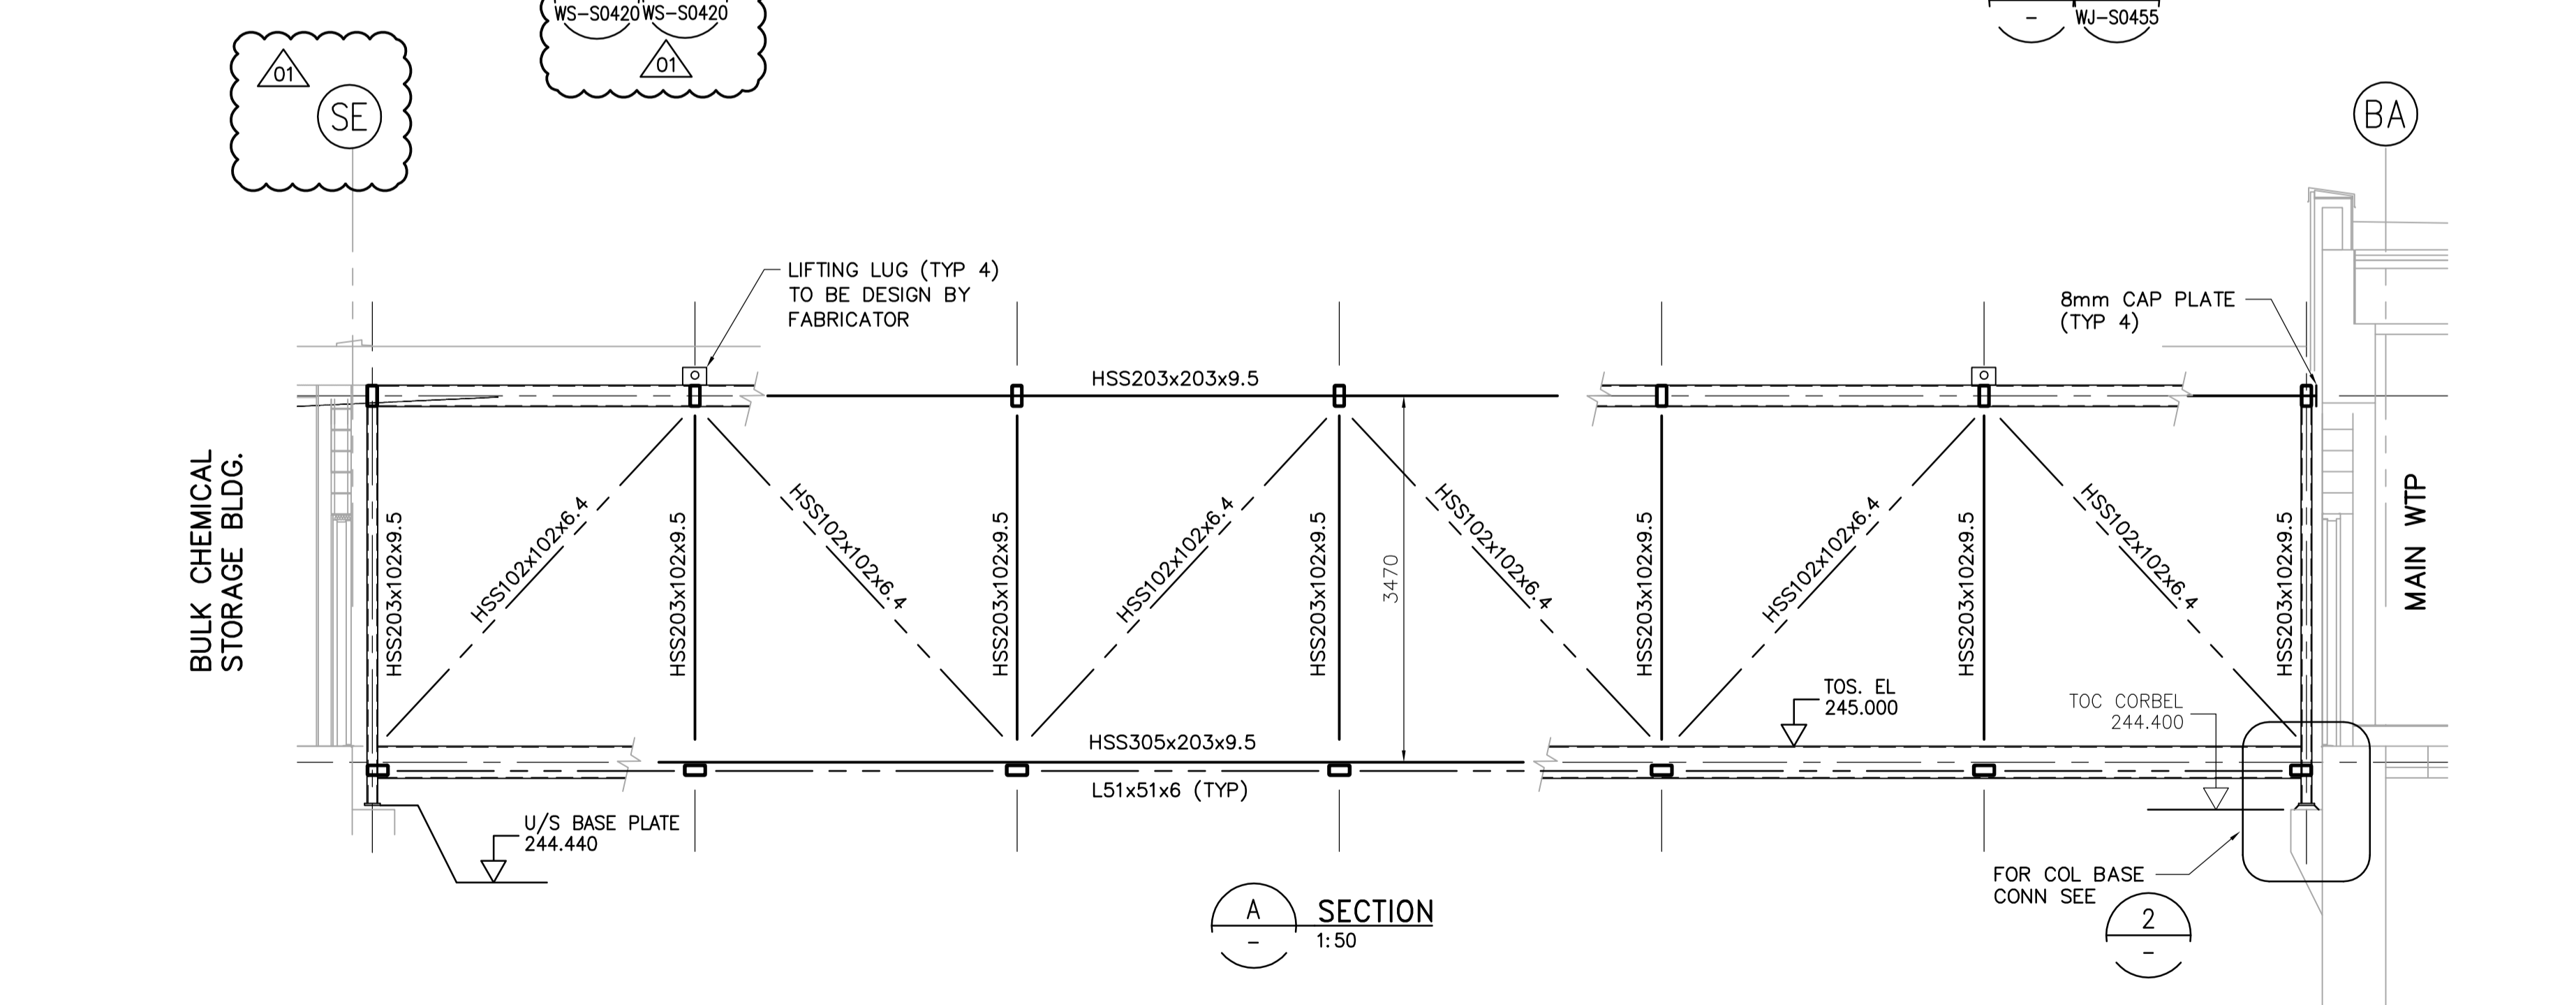 WS-S0420 WS-S0420
01
-
WJ-S0455
01
SE
BA
LIFTING LUG (TYP 4)
TO BE DESIGN BY
FABRICATOR
8mm CAP PLATE
(TYP 4)
HSS203x203x9.5
BULK CHEMICAL
STORAGE BLDG.
HSS203x102x9.5
HSS102x102x6.4
HSS203x102x9.5
HSS102x102x6.4
HSS203x102x9.5
HSS102x102x6.4
HSS203x102x9.5
3470
HSS102x102x6.4
HSS203x102x9.5
HSS102x102x6.4
HSS203x102x9.5
HSS102x102x6.4
HSS203x102x9.5
MAIN WTP
TOS. EL
245.000
TOC CORBEL
244.400
HSS305x203x9.5
L51x51x6 (TYP)
U/S BASE PLATE
244.440
FOR COL BASE
CONN SEE
2
-
A
-
SECTION
1:50